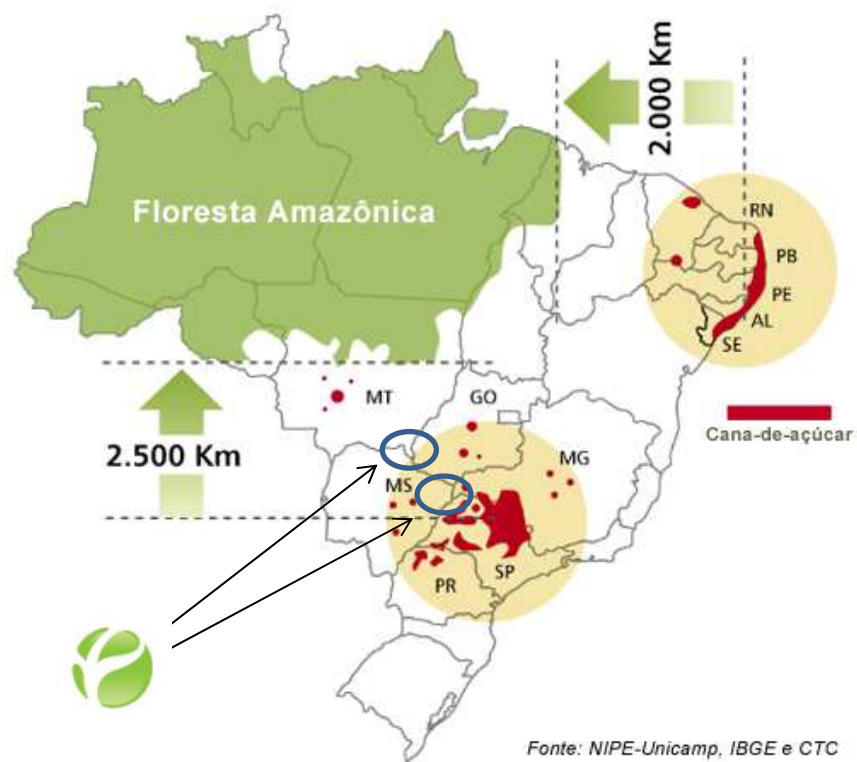 2.000 Km
Floresta Amazônica
RN
PB
PE
AL
SE
MT
GO
Cana-de-açúcar
2.500 Km
MG
MS
SP
PR
Fonte: NIPE-Unicamp, IBGE e CTC